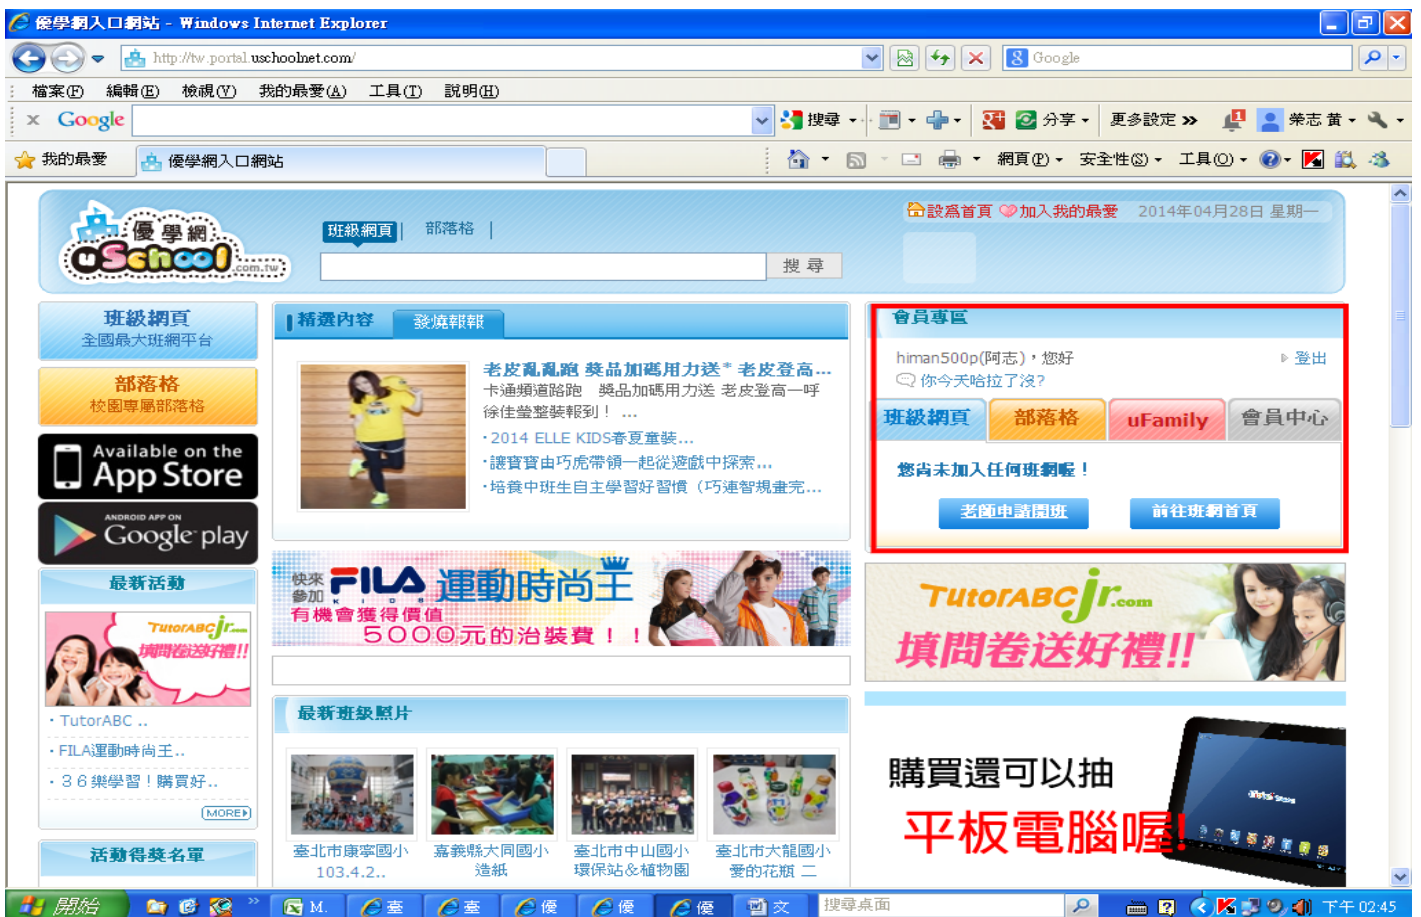 優學網入口網站 - Windows Internet Explorer
http://tw.portal.uschoolnet.com/
Google
檔案(F) 編輯(E) 檢視(V) 我的最愛(A) 工具(T) 說明(H)
x Google 搜尋 分享 更多設定 >> 1 榮志黃
我的最愛 優學網入口網站 網頁(P) 安全性(S) 工具(O)
優學網
uSchool.com.tw
班級網頁 | 部落格 |
搜尋
設為首頁 加入我的最愛 2014年04月28日 星期一
班級網頁
全國最大班網平台
部落格
校園專屬部落格
Available on the
App Store
ANDROID APP ON
Google play
最新活動
TutorABCjr.com
填問卷送好禮!!
・TutorABC ..
・FILA運動時尚王..
・３６樂學習！購買好..
MORE
活動得獎名單
精選內容 發燒報報
老皮亂亂跑 獎品加碼用力送* 老皮登高...
卡通頻道路跑 獎品加碼用力送 老皮登高一呼
徐佳瑩整裝報到！ ...
・2014 ELLE KIDS春夏童裝...
・讓寶寶由巧虎帶領一起從遊戲中探索...
・培養中班生自主學習好習慣（巧連智規畫完...
快來
參加 FILA 運動時尚王
KIDS
有機會獲得價值
5000元的治裝費！！
最新班級照片
臺北市康寧國小
103.4.2..
嘉義縣大同國小
造紙
臺北市中山國小
環保站&植物園
臺北市大龍國小
愛的花瓶 二
會員專區
himan500p(阿志)，您好 登出
你今天哈拉了沒?
班級網頁 部落格 uFamily 會員中心
您尚未加入任何班網喔！
老師申請開班 前往班網首頁
TutorABCjr.com
填問卷送好禮!!
購買還可以抽
平板電腦喔!
開始 M. 臺 臺 優 優 優 文 搜尋桌面 下午 02:45